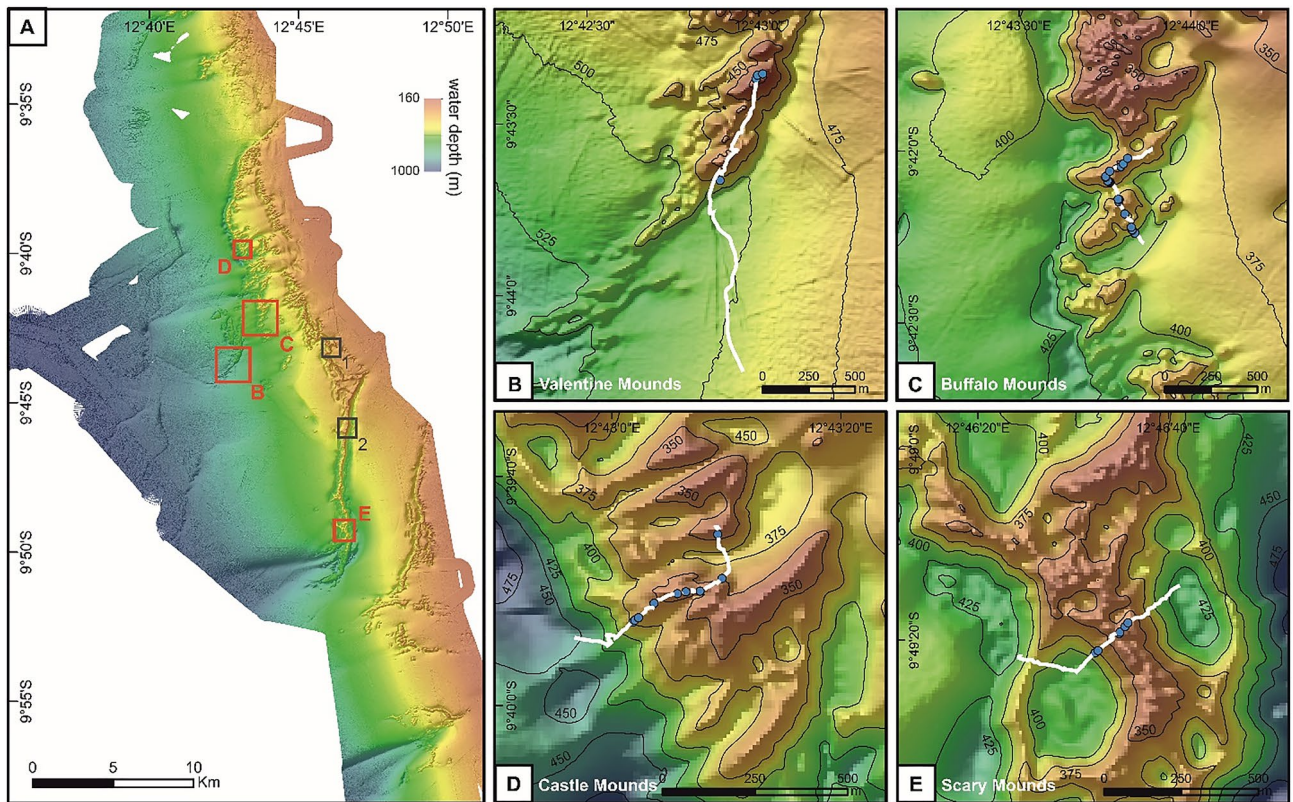 A
12°40'E
12°45'E
12°50'E
9°35'S
9°40'S
9°45'S
9°50'S
9°55'S
160
1000
water depth (m)
D
C
B
1
2
E
0 5 10
Km
12°42'30"E
12°43'0"E
9°43'30"S
9°44'0"S
475
500
450
475
525
B Valentine Mounds
0 250 500
m
12°43'30"E
12°44'0"E
9°42'0"S
9°42'30"S
350
350
400
375
400
425
C Buffalo Mounds
0 250 500
m
12°43'20"E
9°39'40"S
9°40'0"S
450
350
375
350
375
400
425
475
450
350
450
450
D Castle Mounds
0 250 500
m
12°46'20"E
12°46'40"E
9°49'0"S
9°49'20"S
400
425
450
475
375
400
400
425
425
400
425
350
375
E Scary Mounds
0 250 500
m